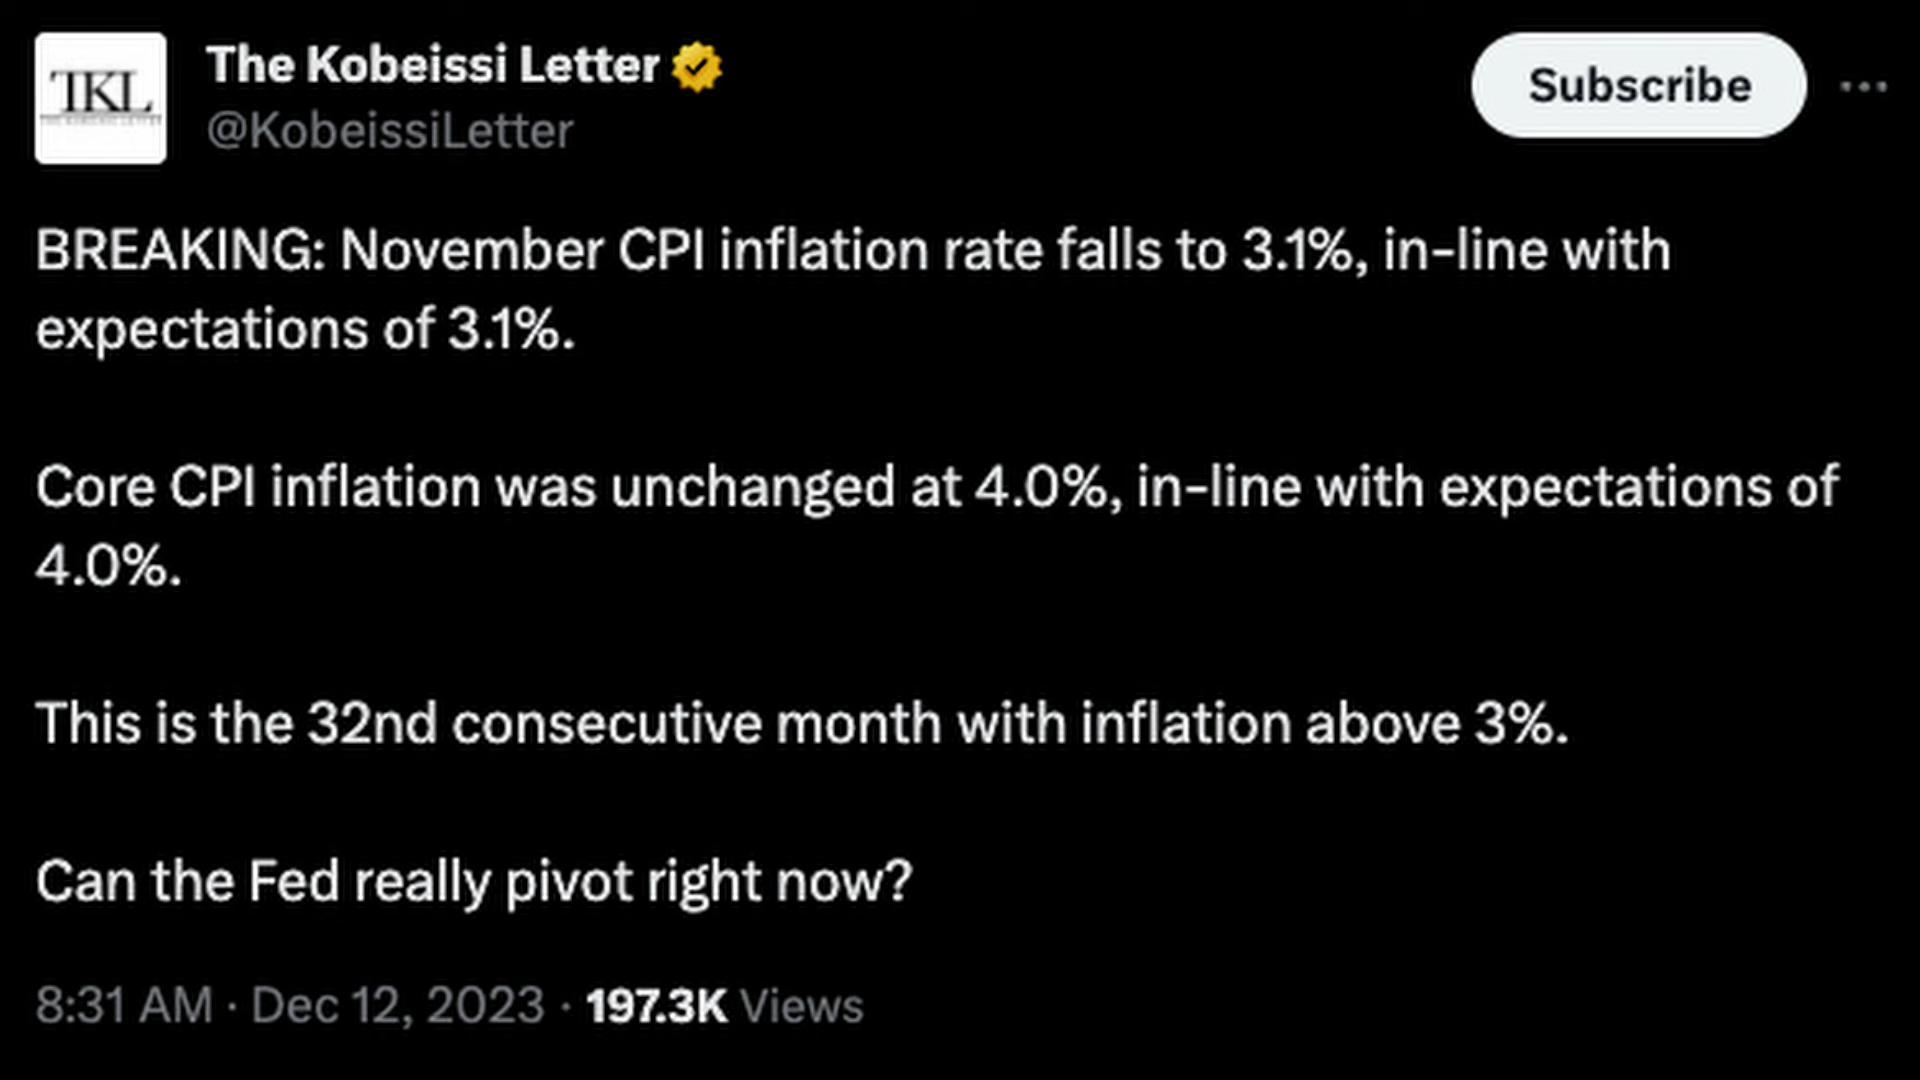 TKL
THE KOBEISSI LETTER
The Kobeissi Letter
@KobeissiLetter
Subscribe
BREAKING: November CPI inflation rate falls to 3.1%, in-line with
expectations of 3.1%.
Core CPI inflation was unchanged at 4.0%, in-line with expectations of
4.0%.
This is the 32nd consecutive month with inflation above 3%.
Can the Fed really pivot right now?
8:31 AM · Dec 12, 2023 · 197.3K Views